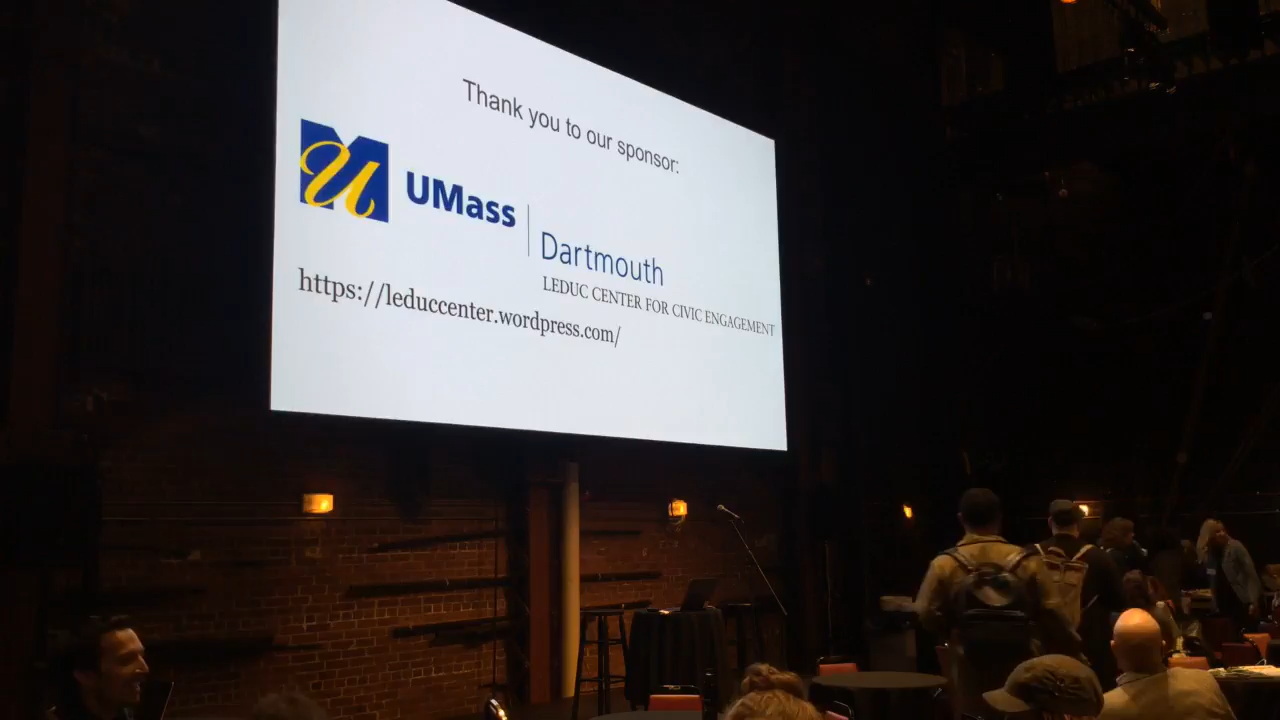 Thank you to our sponsor:
UMass
Dartmouth
LEDUC CENTER FOR CIVIC ENGAGEMENT
https://leduccenter.wordpress.com/